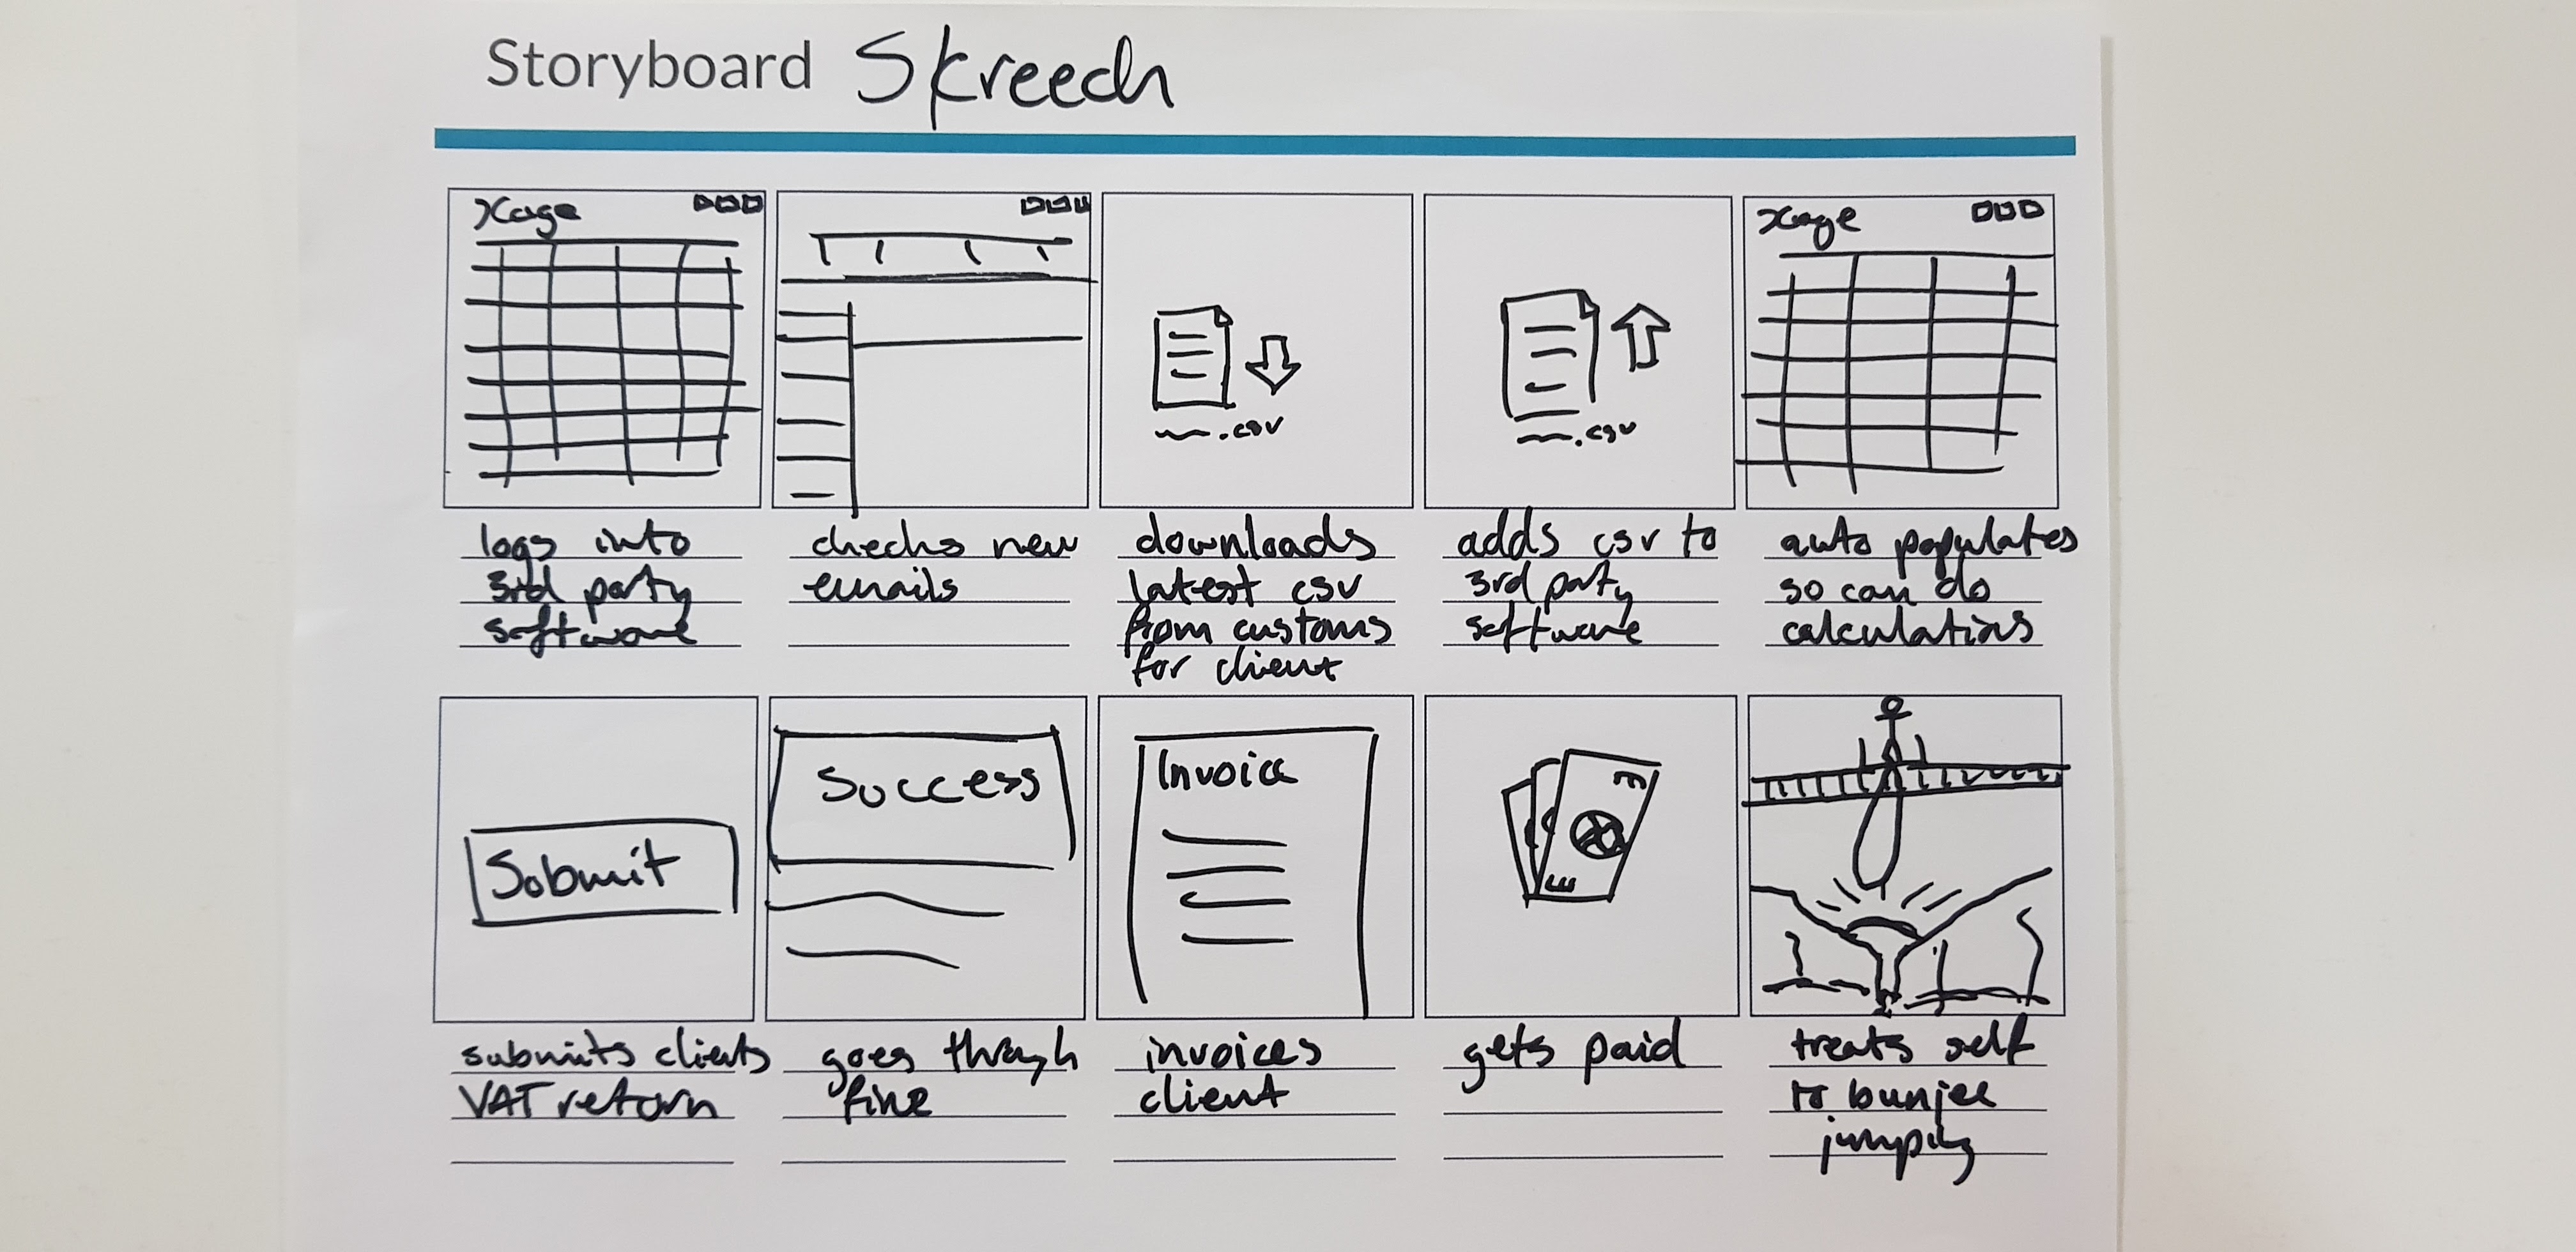 Storyboard Skreech
Xage
Xage
.csv
.csv
logs into
3rd party
software
checks new
emails
downloads
latest csv
from customs
for client
adds csv to
3rd party
software
auto populates
so can do
calculations
Submit
Success
Invoice
£
£
submits clients
VAT return
goes through
fine
invoices
client
gets paid
treats self
to bunjee
jumping